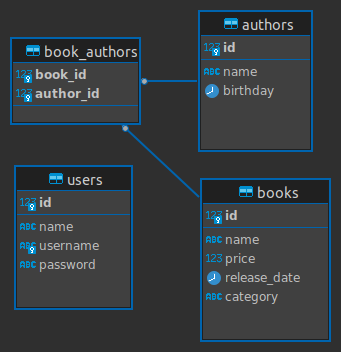 book_authors
123 book_id
123 author_id
authors
123 id
ABC name
birthday
users
123 id
ABC name
ABC username
ABC password
books
123 id
ABC name
123 price
release_date
ABC category